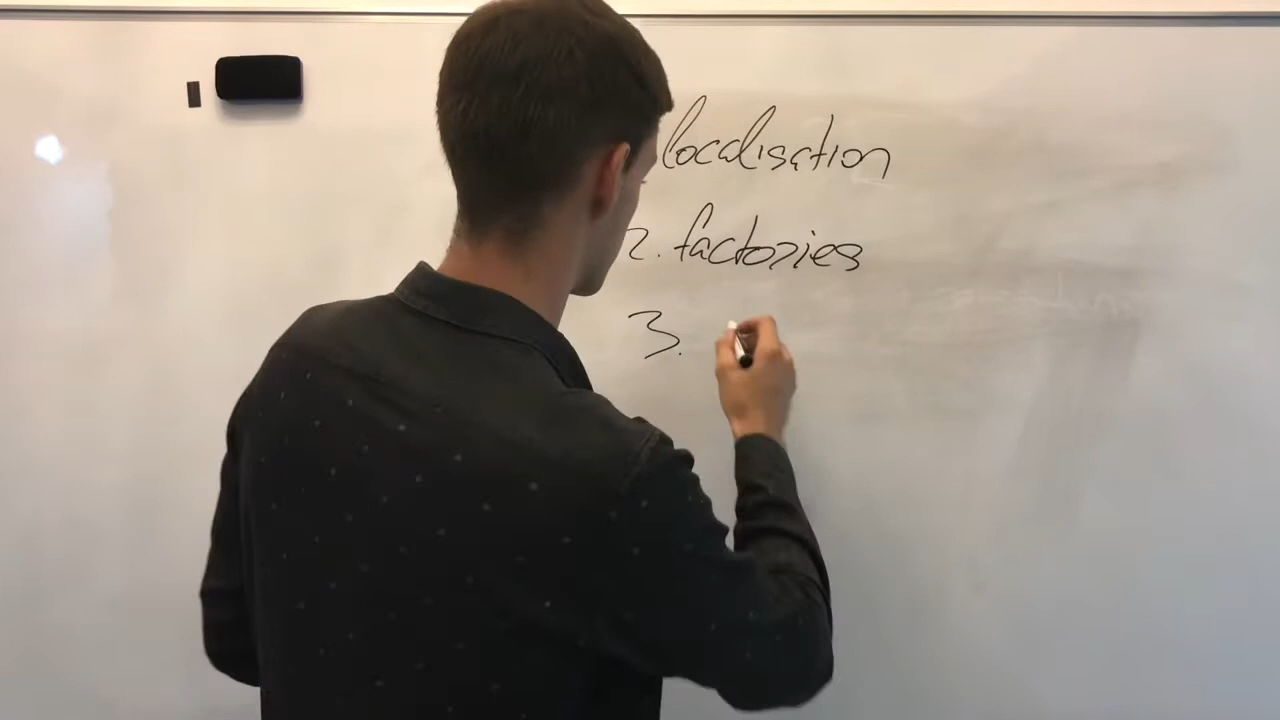 localisation
2. factories
3.